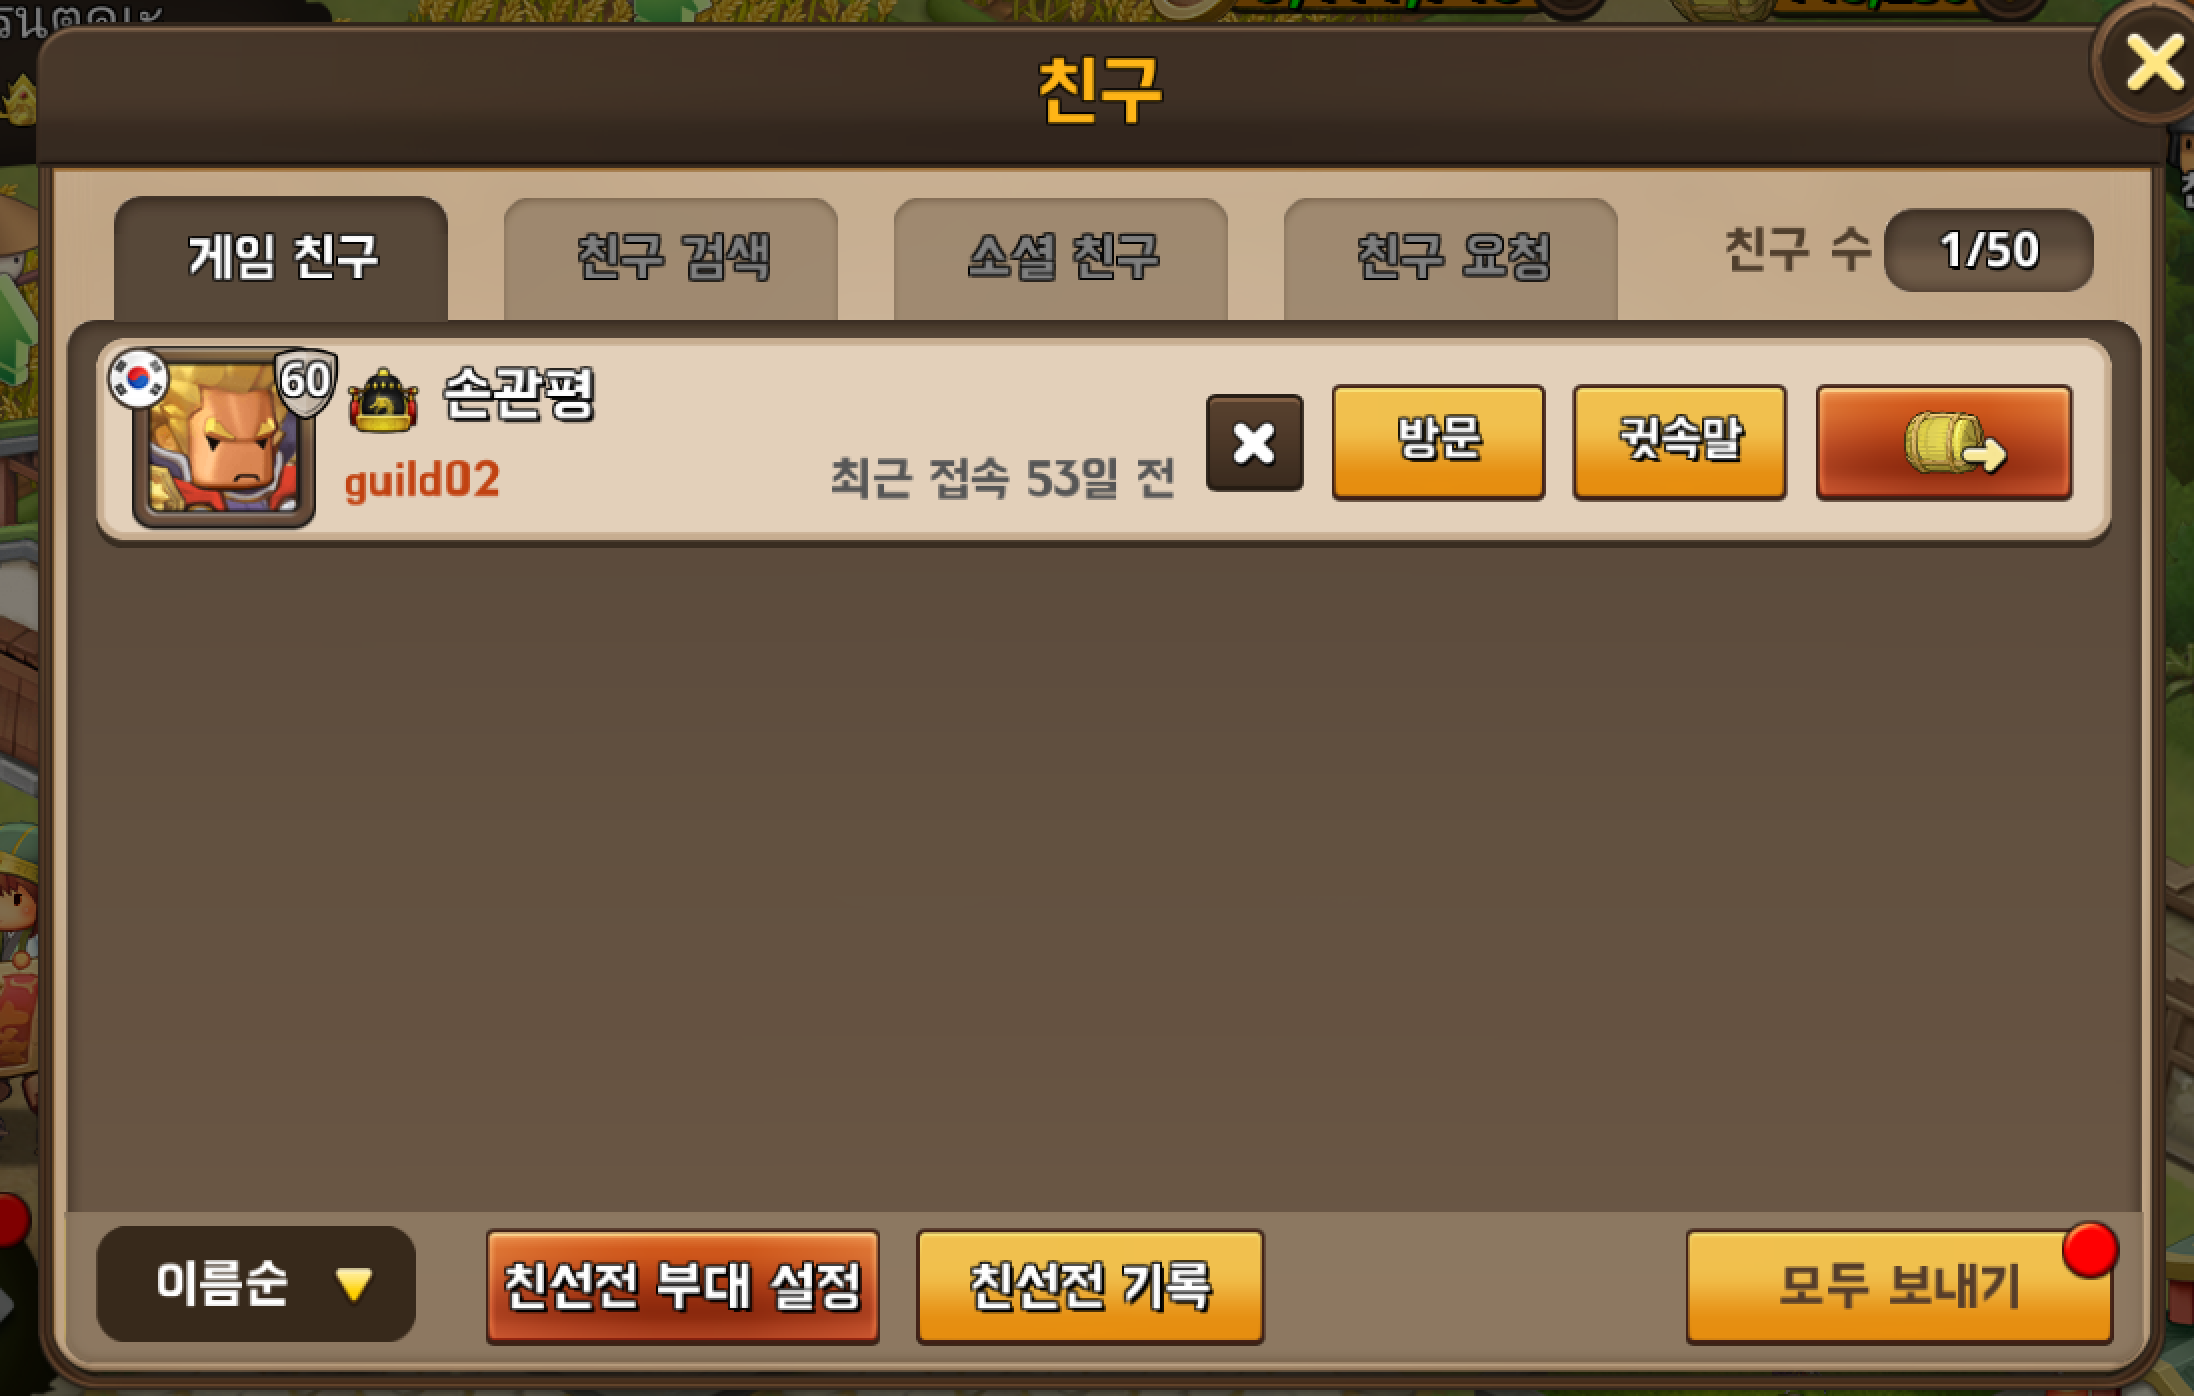 친구
게임 친구
친구 검색
소셜 친구
친구 요청
친구 수 1/50
60
손관평
guild02
최근 접속 53일 전
방문
귓속말
이름순
친선전 부대 설정
친선전 기록
모두 보내기